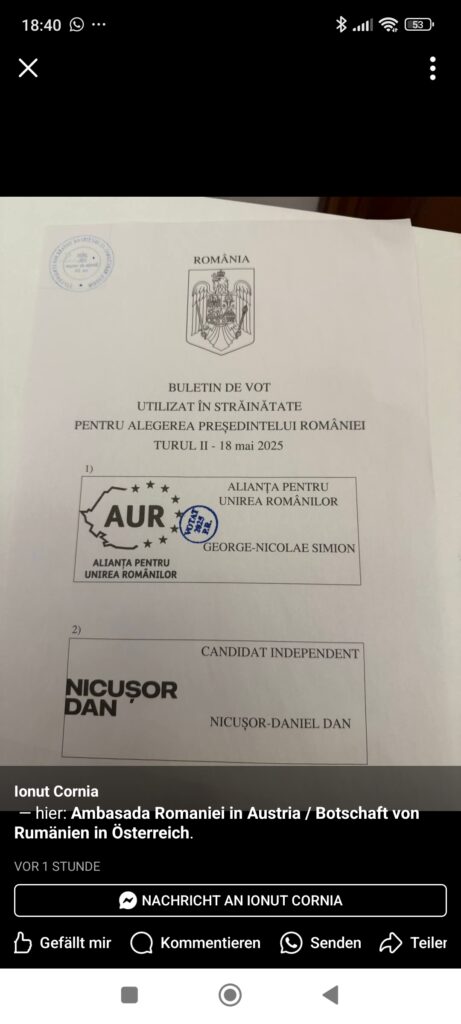 18:40
53
ROMÂNIA
BULETIN DE VOT
UTILIZAT ÎN STRĂINĂTATE
PENTRU ALEGEREA PREȘEDINTELUI ROMÂNIEI
TURUL II - 18 mai 2025
1)
ALIANȚA PENTRU
UNIREA ROMÂNILOR
AUR
VOTAT
2025
P.R.
GEORGE-NICOLAE SIMION
ALIANȚA PENTRU
UNIREA ROMÂNILOR
2)
CANDIDAT INDEPENDENT
NICUȘOR
DAN
NICUȘOR-DANIEL DAN
Ionut Cornia
— hier: Ambasada Romaniei in Austria / Botschaft von
Rumänien in Österreich.
VOR 1 STUNDE
NACHRICHT AN IONUT CORNIA
Gefällt mir Kommentieren Senden Teiler